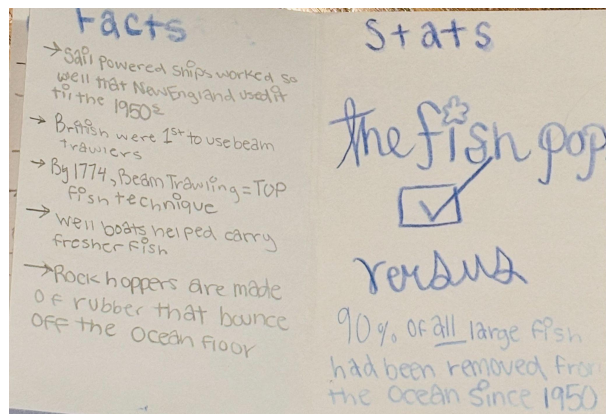 Facts
→ Sail powered ships worked so
well that New England used it
til the 1950s
→ British were 1st to use beam
trawlers
→ By 1774, Beam Trawling = TOP
fish technique
→ well boats helped carry
fresher fish
→ Rock hoppers are made
of rubber that bounce
off the ocean floor
Stats
the fish pop
versus
90% of all large fish
had been removed from
the ocean since 1950